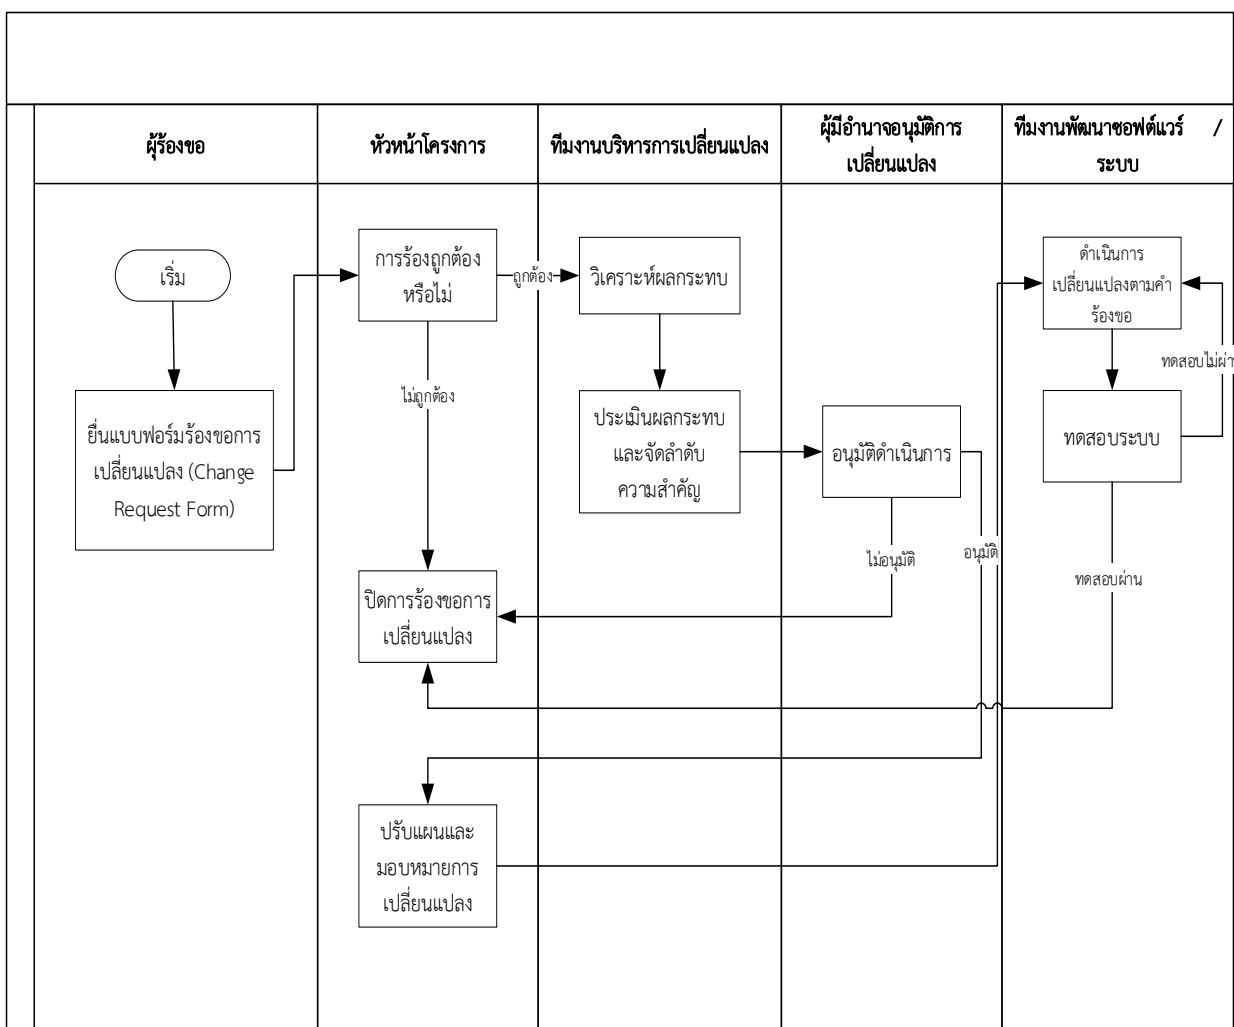 ผู้ร้องขอ
หัวหน้าโครงการ
ทีมงานบริหารการเปลี่ยนแปลง
ผู้มีอำนาจอนุมัติการ
เปลี่ยนแปลง
ทีมงานพัฒนาซอฟต์แวร์ /
ระบบ
เริ่ม
ยื่นแบบฟอร์มร้องขอการ
เปลี่ยนแปลง (Change
Request Form)
การร้องถูกต้อง
หรือไม่
ถูกต้อง
ไม่ถูกต้อง
วิเคราะห์ผลกระทบ
ประเมินผลกระทบ
และจัดลำดับ
ความสำคัญ
อนุมัติดำเนินการ
ไม่อนุมัติ
อนุมัติ
ปิดการร้องขอการ
เปลี่ยนแปลง
ปรับแผนและ
มอบหมายการ
เปลี่ยนแปลง
ดำเนินการ
เปลี่ยนแปลงตามคำ
ร้องขอ
ทดสอบไม่ผ่า
ทดสอบระบบ
ทดสอบผ่าน